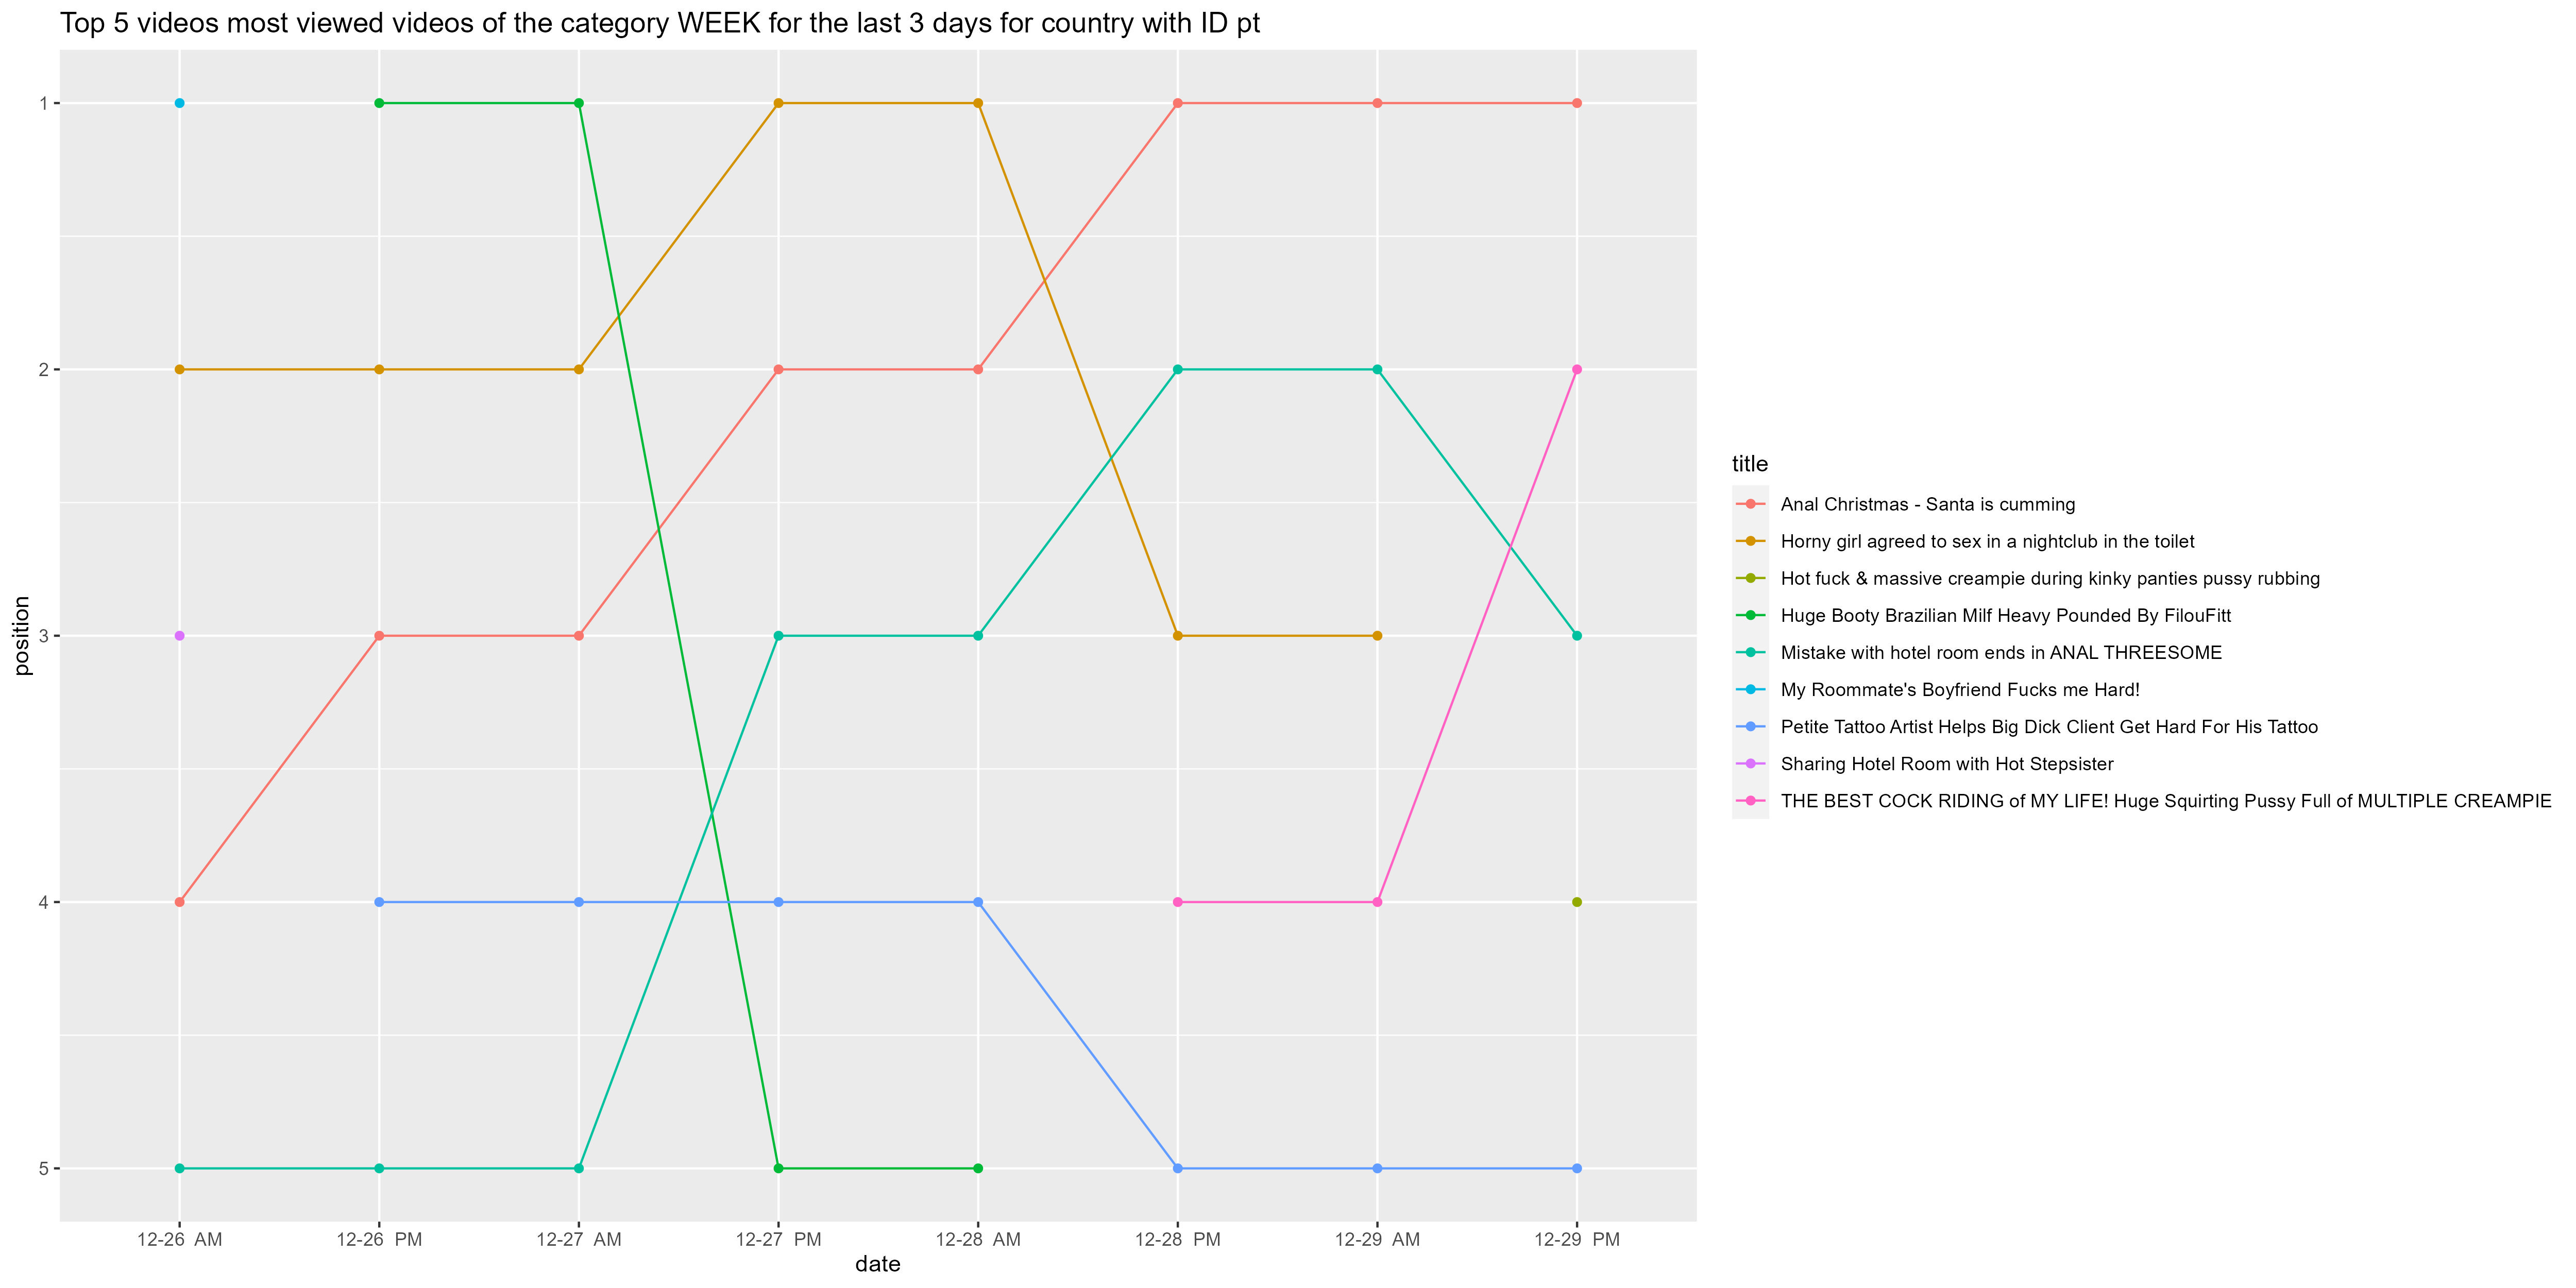 Top 5 videos most viewed videos of the category WEEK for the last 3 days for country with ID pt
position
1
2
3
4
5
12-26 AM
12-26 PM
12-27 AM
12-27 PM
12-28 AM
12-28 PM
12-29 AM
12-29 PM
date
title
Anal Christmas - Santa is cumming
Horny girl agreed to sex in a nightclub in the toilet
Hot fuck & massive creampie during kinky panties pussy rubbing
Huge Booty Brazilian Milf Heavy Pounded By FilouFitt
Mistake with hotel room ends in ANAL THREESOME
My Roommate's Boyfriend Fucks me Hard!
Petite Tattoo Artist Helps Big Dick Client Get Hard For His Tattoo
Sharing Hotel Room with Hot Stepsister
THE BEST COCK RIDING of MY LIFE! Huge Squirting Pussy Full of MULTIPLE CREAMPIE